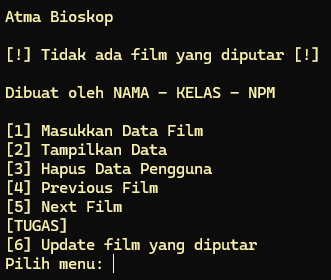 Atma Bioskop
[!] Tidak ada film yang diputar [!]
Dibuat oleh NAMA - KELAS - NPM
[1] Masukkan Data Film
[2] Tampilkan Data
[3] Hapus Data Pengguna
[4] Previous Film
[5] Next Film
[TUGAS]
[6] Update film yang diputar
Pilih menu: